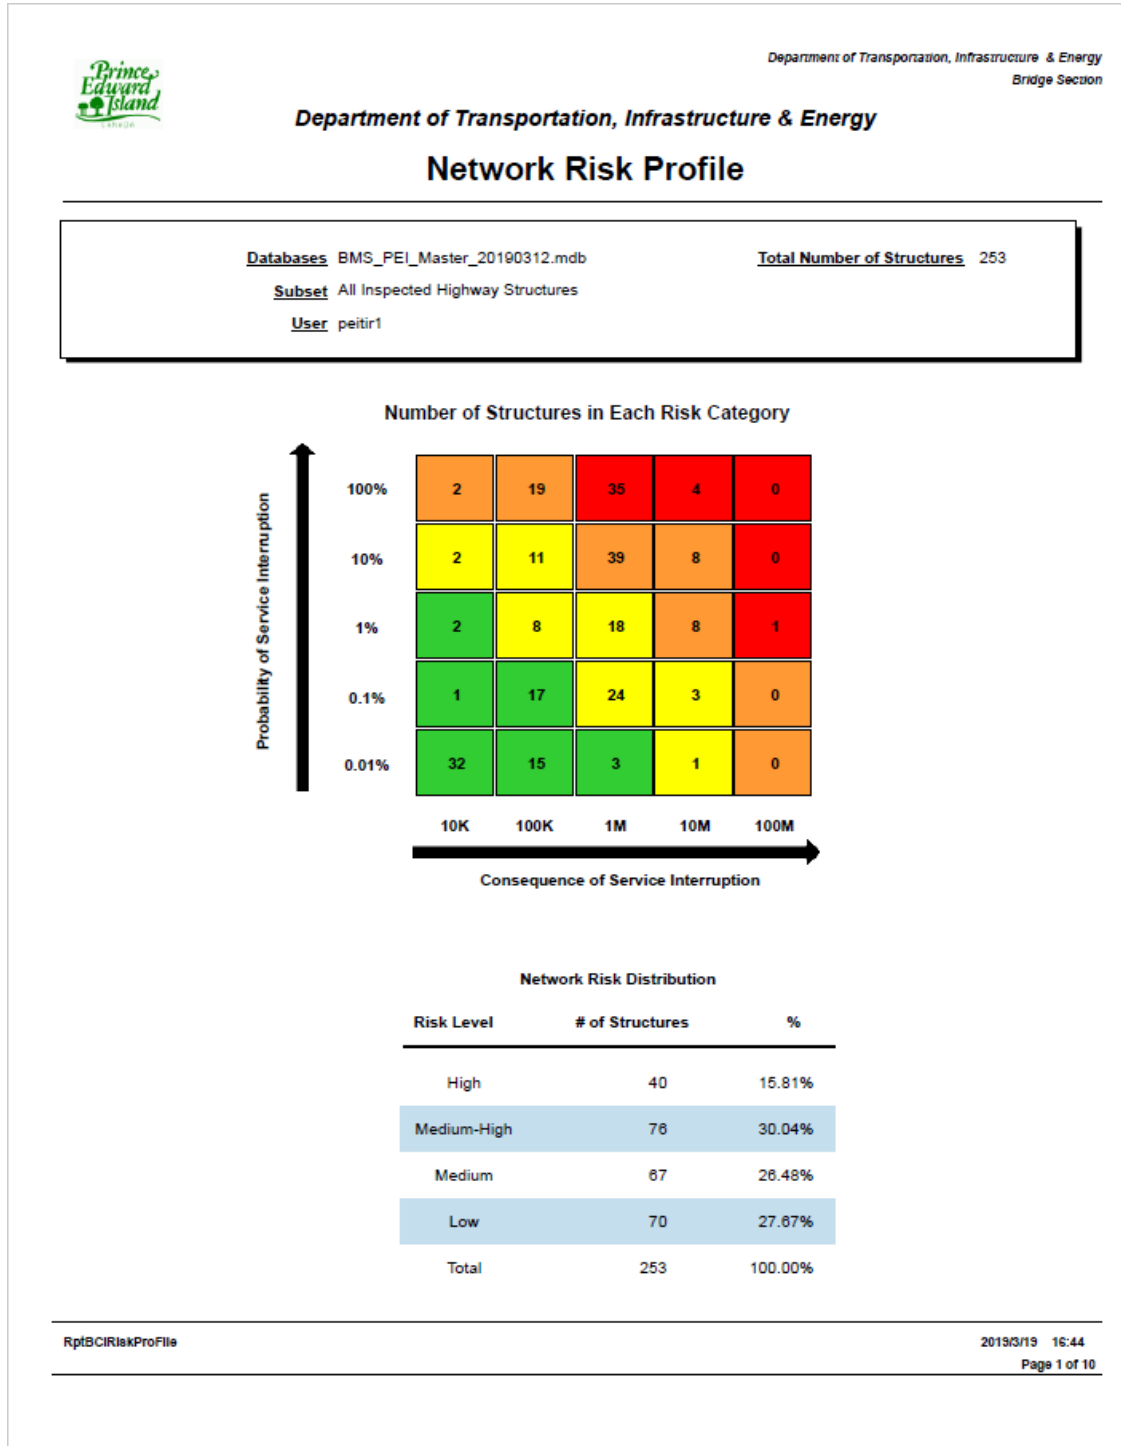 Prince
Edward
Island
CANADA
Department of Transportation, Infrastructure & Energy
Bridge Section
Department of Transportation, Infrastructure & Energy
Network Risk Profile
Databases BMS_PEI_Master_20190312.mdb Total Number of Structures 253
Subset All Inspected Highway Structures
User peitir1
Number of Structures in Each Risk Category
Probability of Service Interruption
100% 2 19 35 4 0
10% 2 11 39 8 0
1% 2 8 18 8 1
0.1% 1 17 24 3 0
0.01% 32 15 3 1 0
10K 100K 1M 10M 100M
Consequence of Service Interruption
Network Risk Distribution
Risk Level # of Structures %
High 40 15.81%
Medium-High 76 30.04%
Medium 67 26.48%
Low 70 27.67%
Total 253 100.00%
RptBCIRiskProFile 2019/3/19 16:44
Page 1 of 10